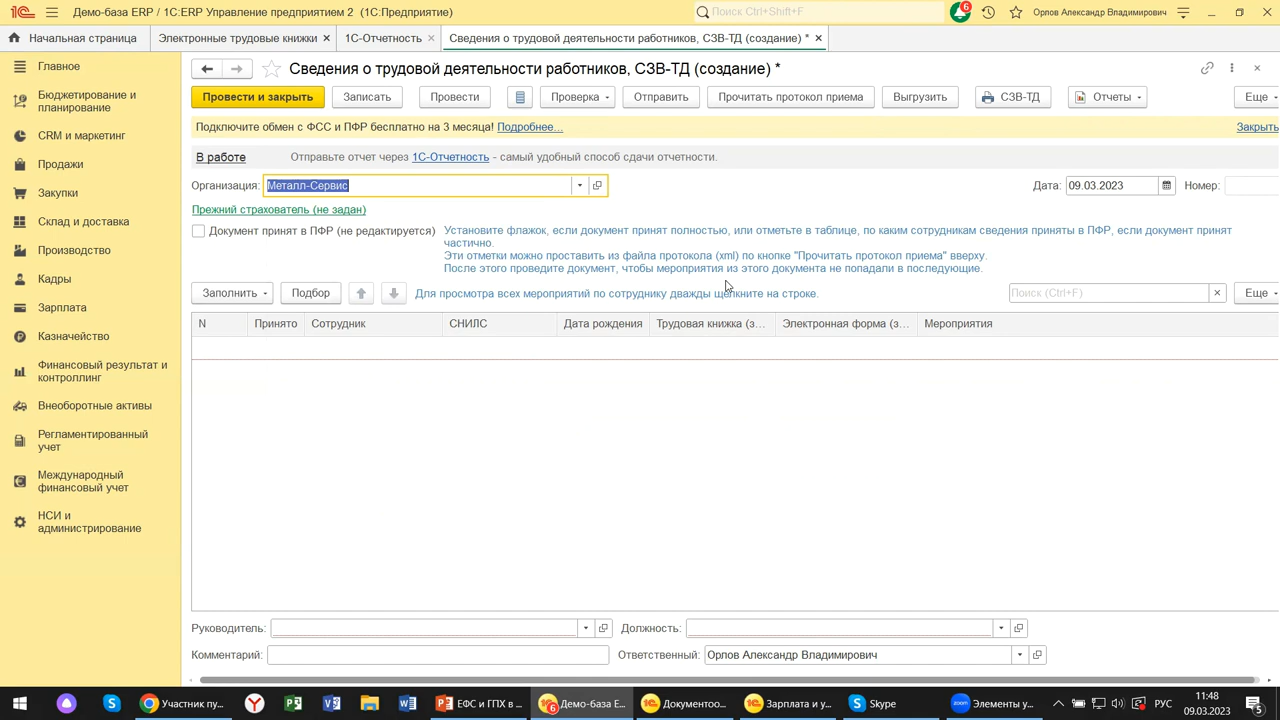 Демо-база ERP / 1С:ERP Управление предприятием 2 (1С:Предприятие)
Поиск Ctrl+Shift+F
6
Орлов Александр Владимирович
Начальная страница
Электронные трудовые книжки ×
1С-Отчетность ×
Сведения о трудовой деятельности работников, СЗВ-ТД (создание) * ×
Главное
Бюджетирование и
планирование
CRM и маркетинг
Продажи
Закупки
Склад и доставка
Производство
Кадры
Зарплата
Казначейство
Финансовый результат и
контроллинг
Внеоборотные активы
Регламентированный
учет
Международный
финансовый учет
НСИ и
администрирование
Сведения о трудовой деятельности работников, СЗВ-ТД (создание) *
Провести и закрыть
Записать
Провести
Проверка
Отправить
Прочитать протокол приема
Выгрузить
СЗВ-ТД
Отчеты
Еще
Подключите обмен с ФСС и ПФР бесплатно на 3 месяца! Подробнее...
Закрыть
В работе
Отправьте отчет через 1С-Отчетность - самый удобный способ сдачи отчетности.
Организация: Металл-Сервис
Дата: 09.03.2023
Номер:
Прежний страхователь (не задан)
Документ принят в ПФР (не редактируется)
Установите флажок, если документ принят полностью, или отметьте в таблице, по каким сотрудникам сведения приняты в ПФР, если документ принят
частично.
Эти отметки можно проставить из файла протокола (xml) по кнопке "Прочитать протокол приема" вверху.
После этого проведите документ, чтобы мероприятия из этого документа не попадали в последующие.
Заполнить
Подбор
Для просмотра всех мероприятий по сотруднику дважды щелкните на строке.
Поиск (Ctrl+F) ×
Еще
N
Принято
Сотрудник
СНИЛС
Дата рождения
Трудовая книжка (з...
Электронная форма (з...
Мероприятия
Руководитель:
Должность:
Комментарий:
Ответственный: Орлов Александр Владимирович
Участник пу...
ЕФС и ГПХ в ...
6
Демо-база E...
Документоо...
Зарплата и у...
Skype
Элементы у...
РУС
11:48
09.03.2023
5